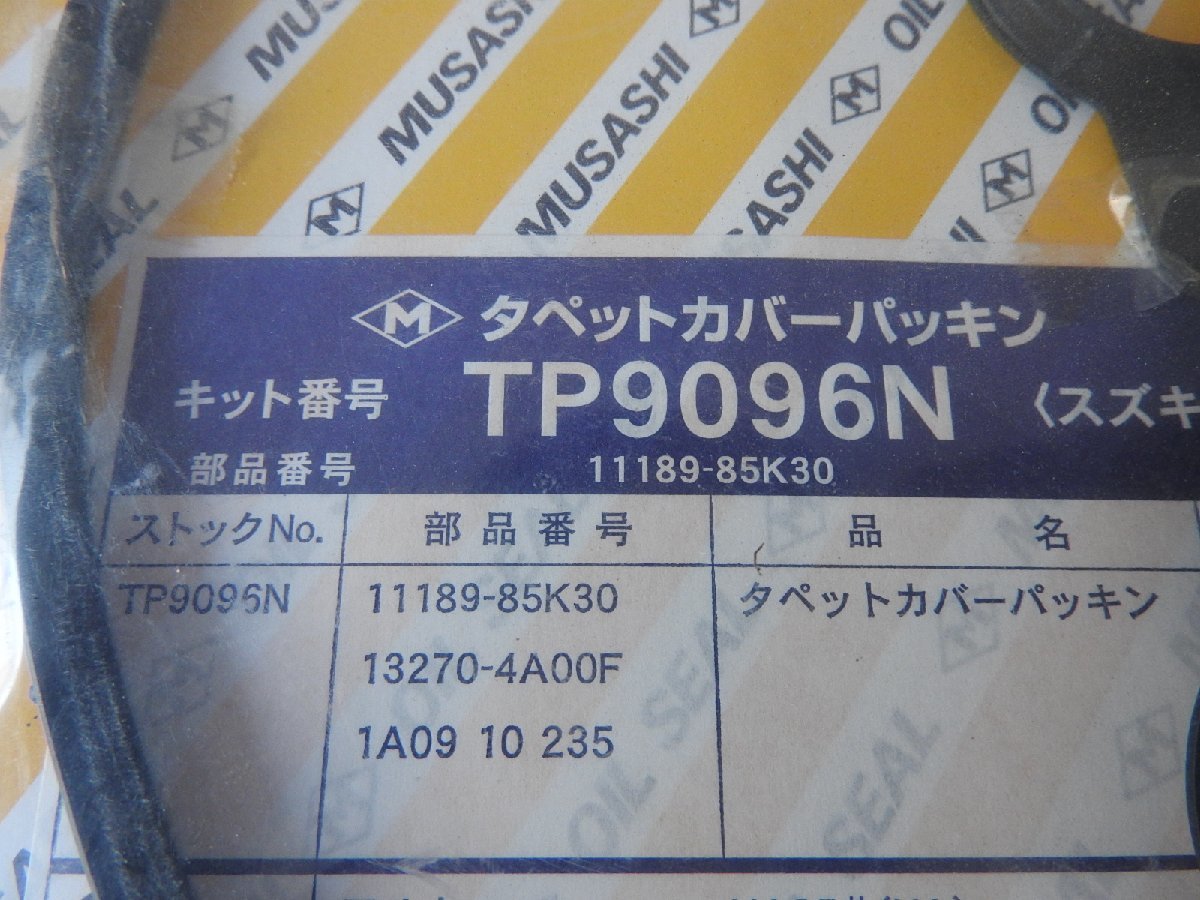 MUSASHI
MUSASHI
MUSASHI
OIL
M タペットカバーパッキン
キット番号 TP9096N 〈スズキ
部品番号 11189-85K30
ストックNo. 部品番号 品名
TP9096N 11189-85K30 タペットカバーパッキン
13270-4A00F
1A09 10 235
OIL SEAL
OIL SEAL
SEAL